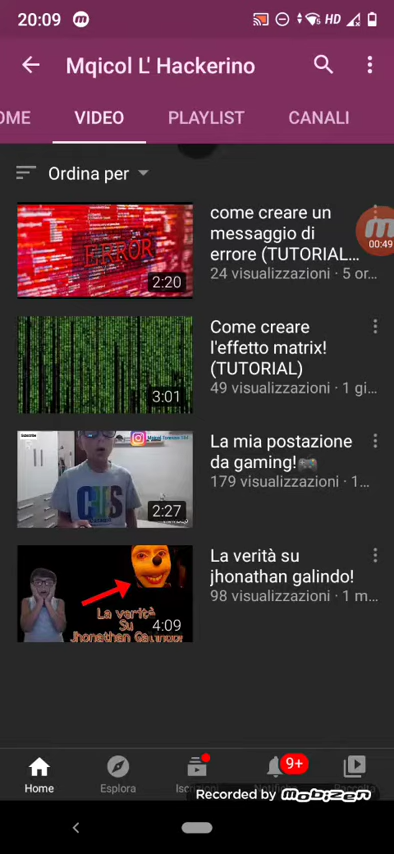 20:09
HD
Mqicol L' Hackerino
OME
VIDEO
PLAYLIST
CANALI
Ordina per
ERROR
2:20
come creare un
messaggio di
errore (TUTORIAL...
24 visualizzazioni · 5 or...
00:49
3:01
Come creare
l'effetto matrix!
(TUTORIAL)
49 visualizzazioni · 1 gi...
2:27
La mia postazione
da gaming!🎮
179 visualizzazioni · 1...
La verità
Su
Jhonathan Galindo!
4:09
La verità su
jhonathan galindo!
98 visualizzazioni · 1 m...
9+
Home
Esplora
Recorded by mobizen